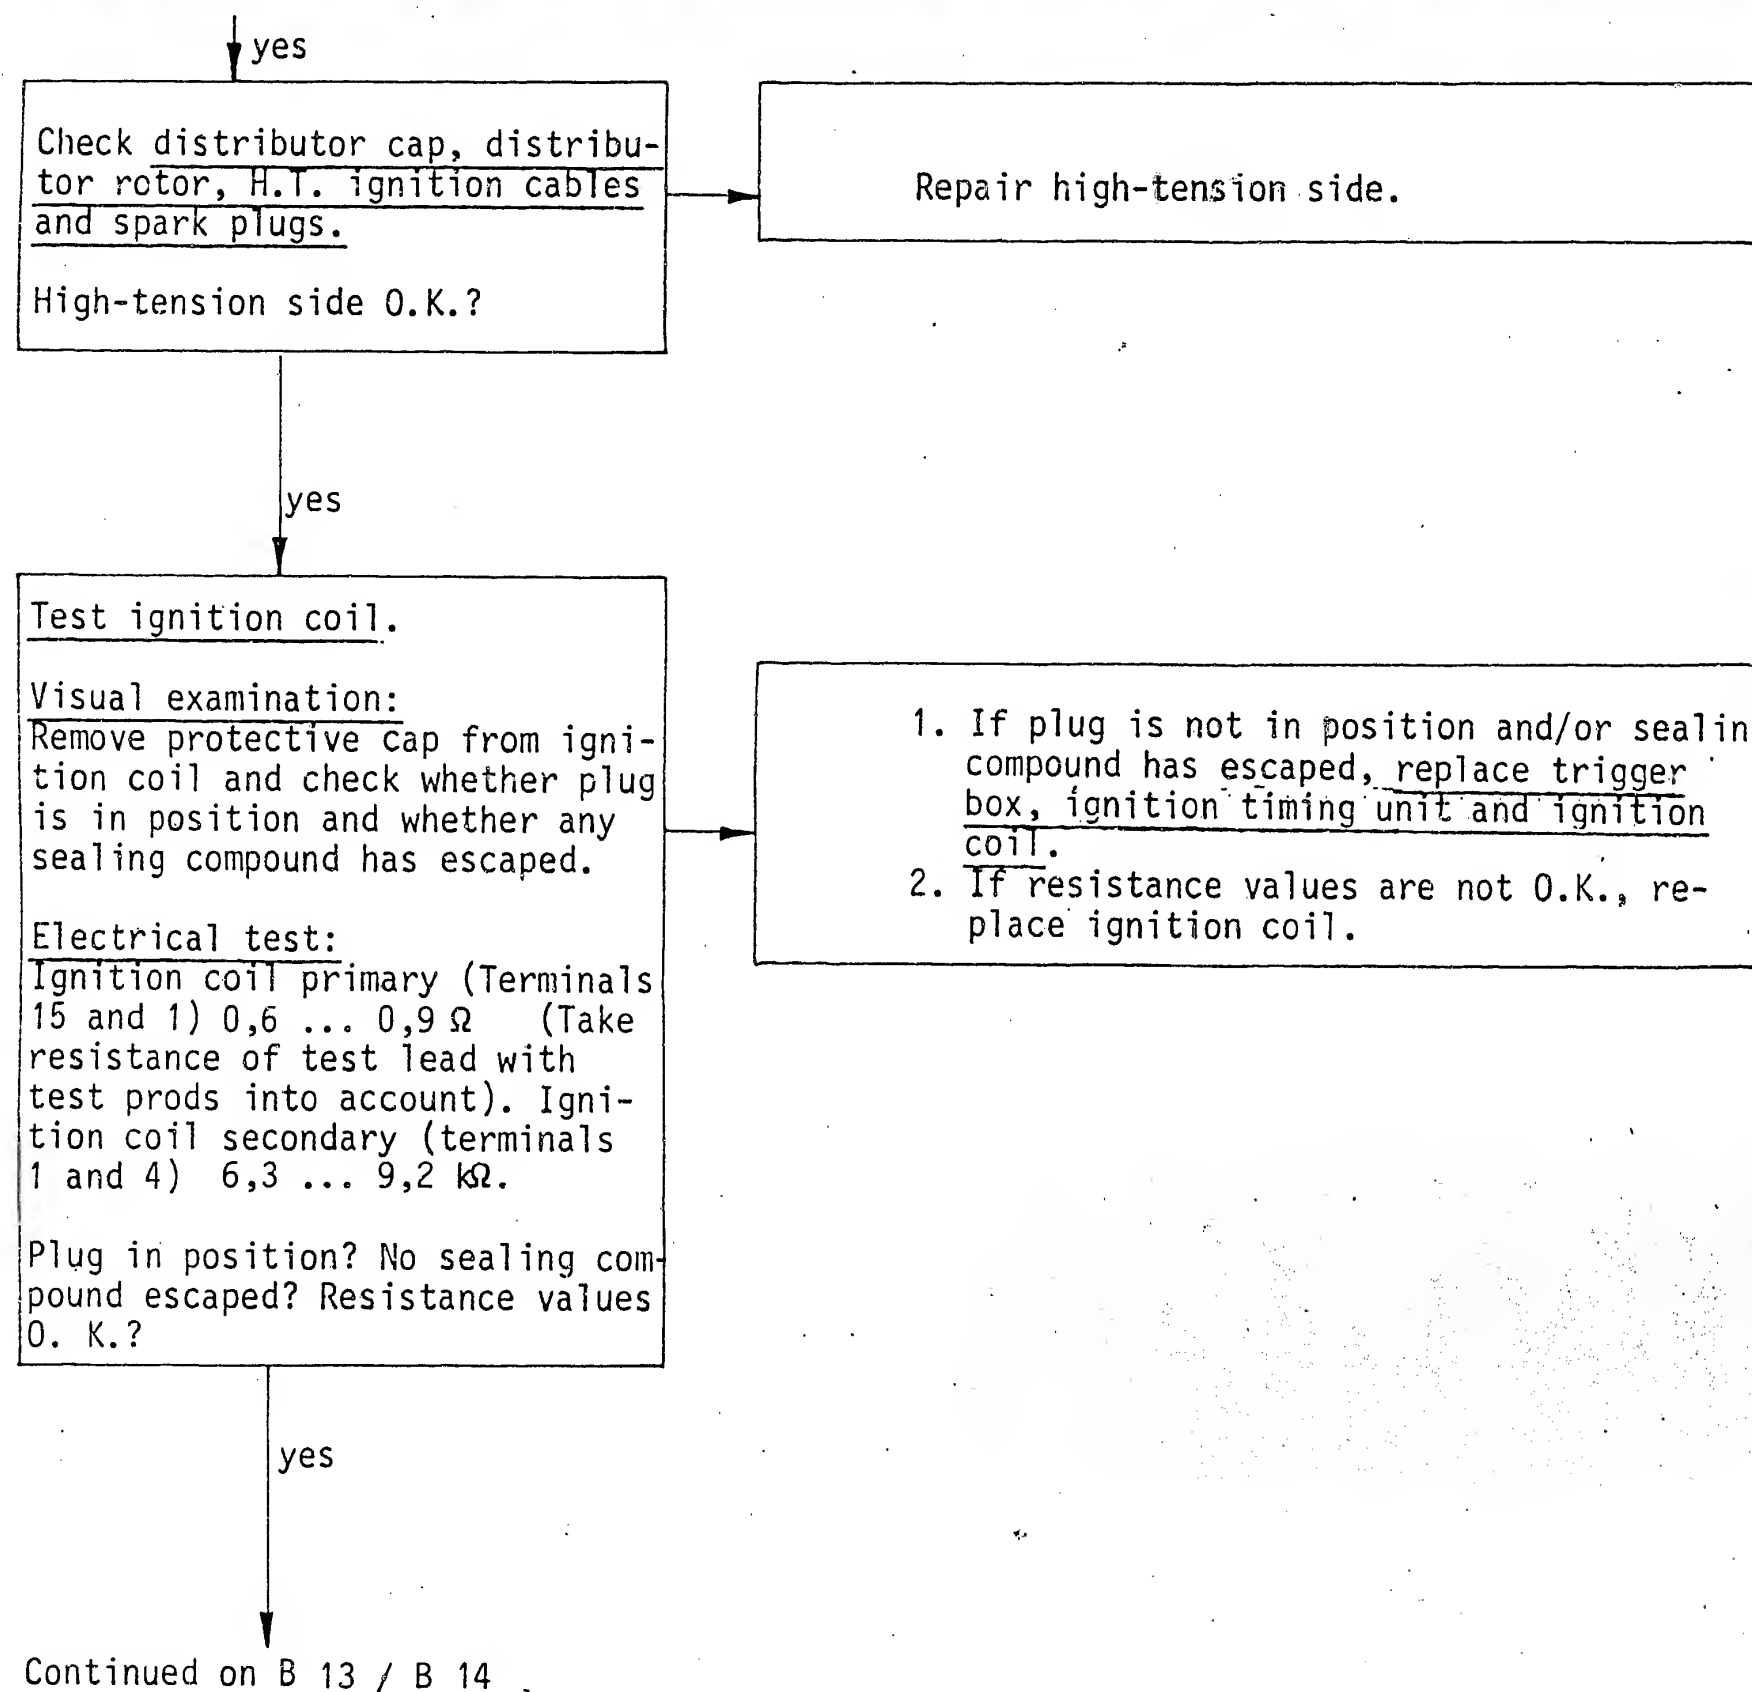 yes
Check distributor cap, distribu-
tor rotor, H.T. ignition cables
and spark plugs.
High-tension side O.K.?
Repair high-tension side.
yes
Test ignition coil.
Visual examination:
Remove protective cap from igni-
tion coil and check whether plug
is in position and whether any
sealing compound has escaped.
Electrical test:
Ignition coil primary (Terminals
15 and 1) 0,6 ... 0,9 Ω (Take
resistance of test lead with
test prods into account). Igni-
tion coil secondary (terminals
1 and 4) 6,3 ... 9,2 kΩ.
Plug in position? No sealing com-
pound escaped? Resistance values
O. K.?
1. If plug is not in position and/or sealin
compound has escaped, replace trigger
box, ignition timing unit and ignition
coil.
2. If resistance values are not O.K., re-
place ignition coil.
yes
Continued on B 13 / B 14